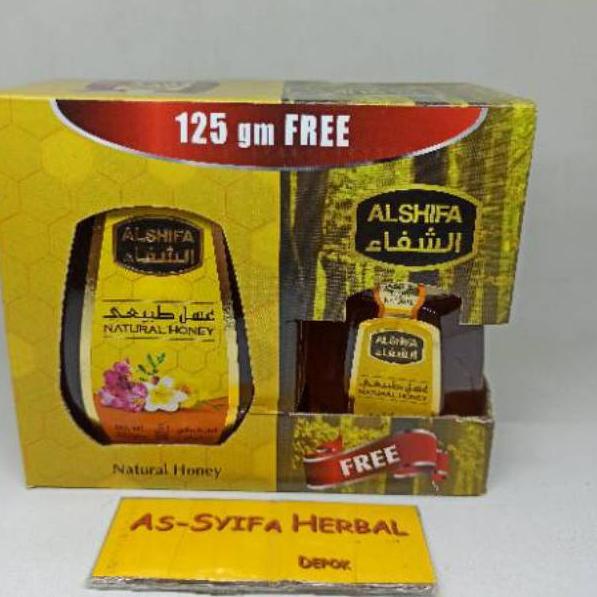 125 gm FREE
ALSHIFA
الشفاء
ALSHIFA
الشفاء
عسل طبيعي
NATURAL HONEY
ALSHIFA
الشفاء
عسل طبيعي
NATURAL HONEY
Natural Honey
FREE
AS-SYIFA HERBAL
DEPOK